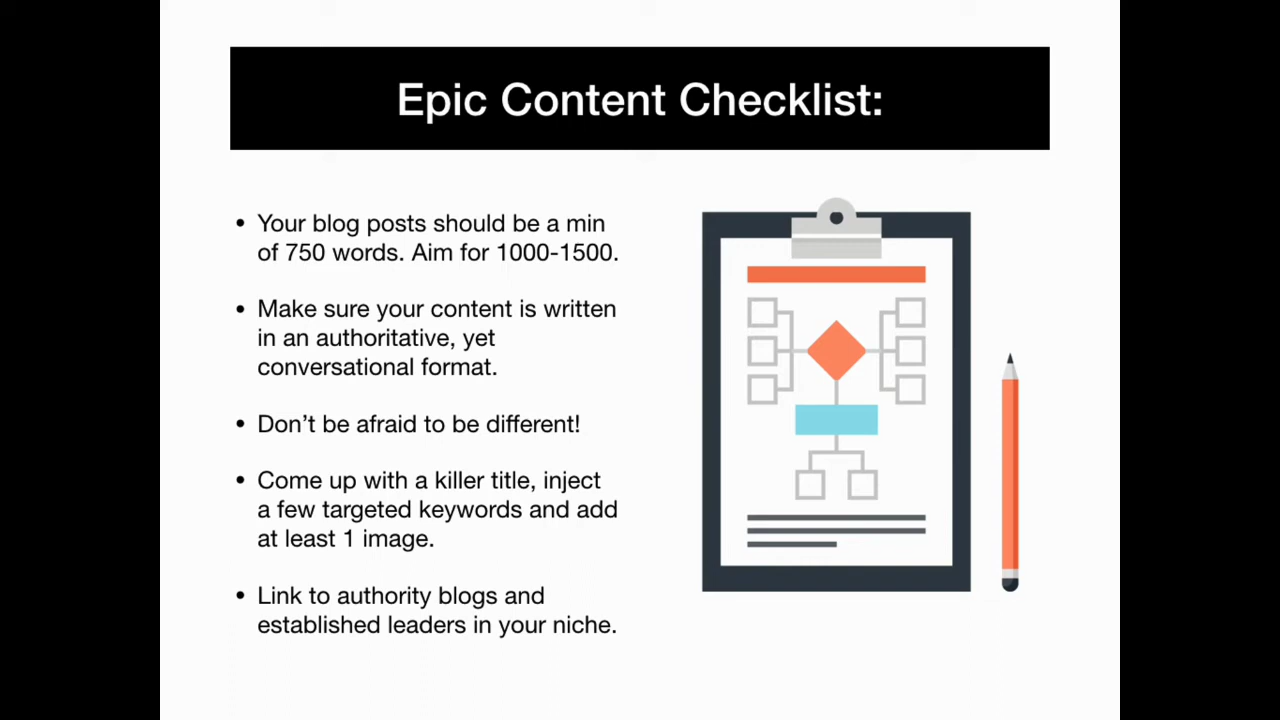 Epic Content Checklist:
• Your blog posts should be a min
of 750 words. Aim for 1000-1500.
• Make sure your content is written
in an authoritative, yet
conversational format.
• Don’t be afraid to be different!
• Come up with a killer title, inject
a few targeted keywords and add
at least 1 image.
• Link to authority blogs and
established leaders in your niche.